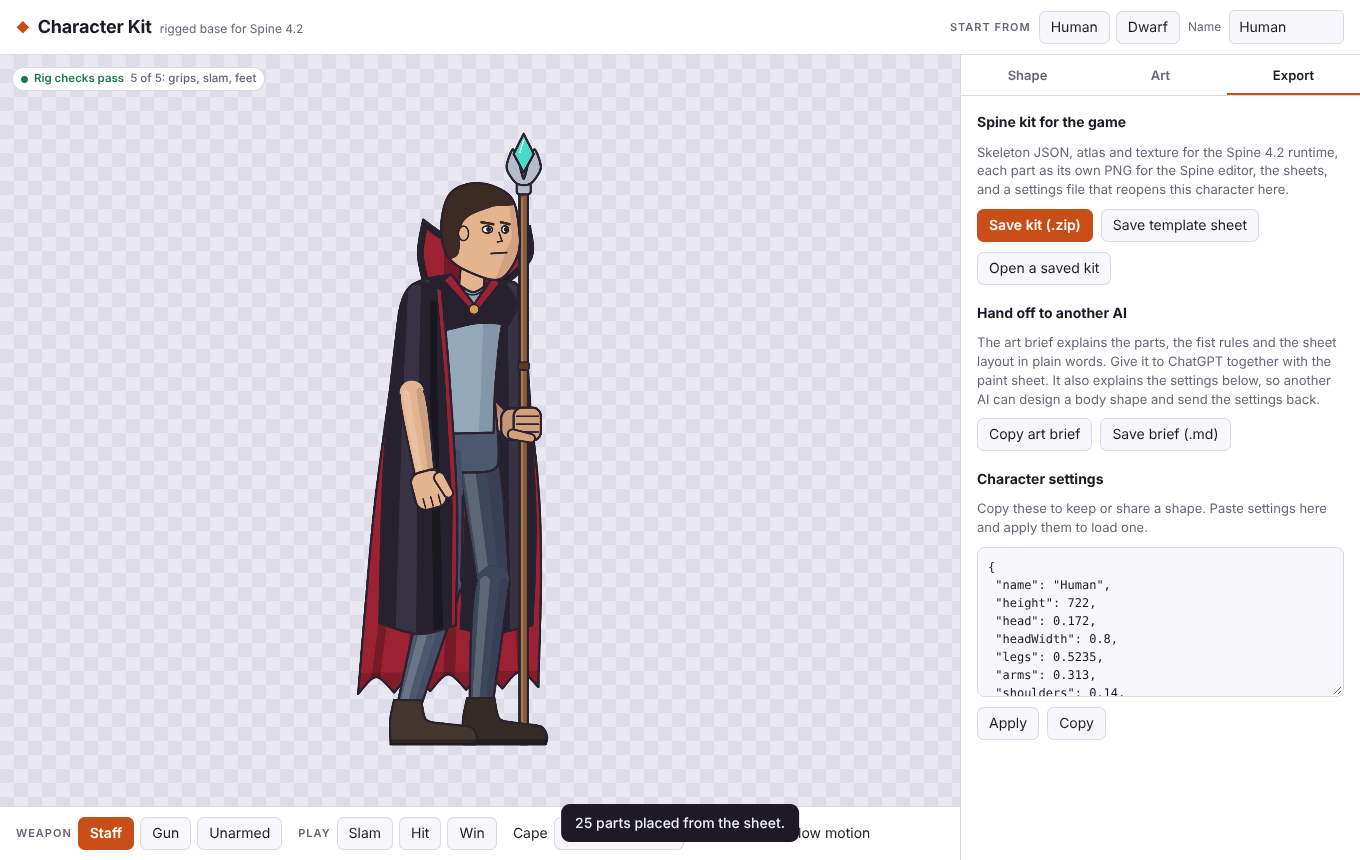 Character Kit rigged base for Spine 4.2
START FROM Human Dwarf Name Human
Rig checks pass 5 of 5: grips, slam, feet
Shape Art Export
Spine kit for the game
Skeleton JSON, atlas and texture for the Spine 4.2 runtime,
each part as its own PNG for the Spine editor, the sheets,
and a settings file that reopens this character here.
Save kit (.zip) Save template sheet
Open a saved kit
Hand off to another AI
The art brief explains the parts, the fist rules and the sheet
layout in plain words. Give it to ChatGPT together with the
paint sheet. It also explains the settings below, so another
AI can design a body shape and send the settings back.
Copy art brief Save brief (.md)
Character settings
Copy these to keep or share a shape. Paste settings here
and apply them to load one.
{
"name": "Human",
"height": 722,
"head": 0.172,
"headWidth": 0.8,
"legs": 0.5235,
"arms": 0.313,
"shoulders": 0.14,
Apply Copy
WEAPON Staff Gun Unarmed PLAY Slam Hit Win Cape
25 parts placed from the sheet.
low motion